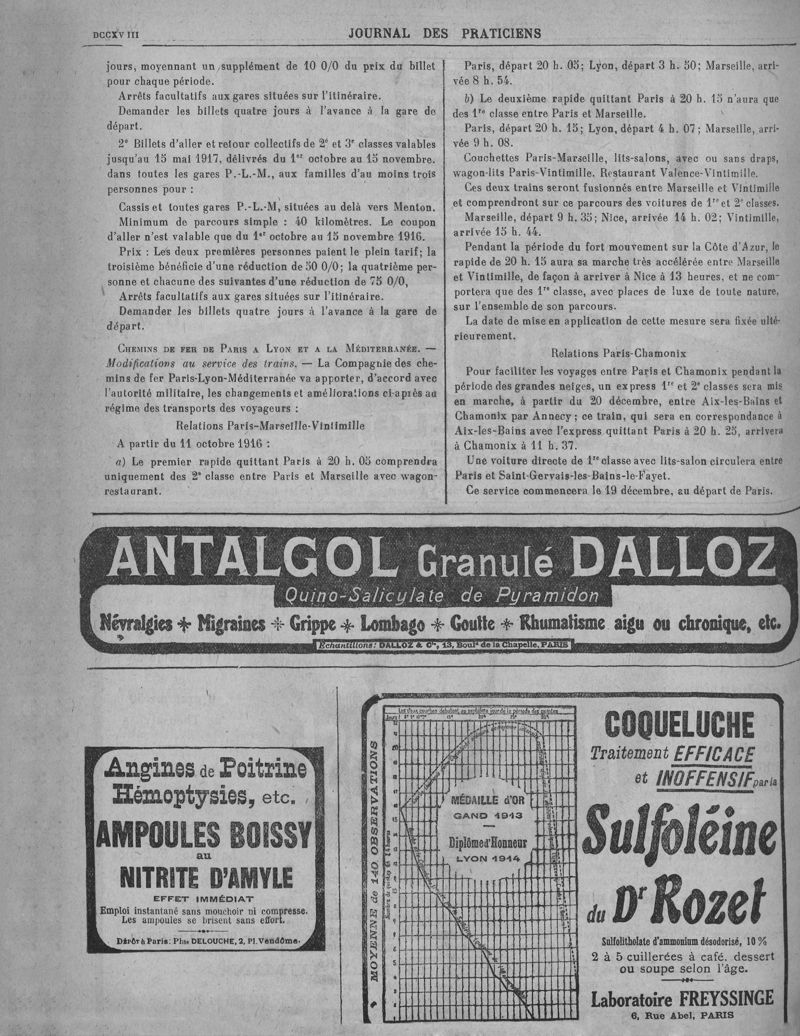 DCCXVIII
JOURNAL DES PRATICIENS
jours, moyennant un supplément de 10 0/0 du prix du billet
pour chaque période.
Arrêts facultatifs aux gares situées sur l'itinéraire.
Demander les billets quatre jours à l'avance à la gare de
départ.
2º Billets d'aller et retour collectifs de 2e et 3e classes valables
jusqu'au 15 mai 1917, délivrés du 1er octobre au 15 novembre.
dans toutes les gares P.-L.-M., aux familles d'au moins trois
personnes pour :
Cassis et toutes gares P.-L.-M, situées au delà vers Menton.
Minimum de parcours simple : 40 kilomètres. Le coupon
d'aller n'est valable que du 1er octobre au 15 novembre 1916.
Prix : Les deux premières personnes paient le plein tarif; la
troisième bénéficie d'une réduction de 50 0/0; la quatrième per-
sonne et chacune des suivantes d'une réduction de 75 0/0,
Arrêts facultatifs aux gares situées sur l'itinéraire.
Demander les billets quatre jours à l'avance à la gare de
départ.
CHEMINS DE FER DE PARIS A LYON ET A LA MÉDITERRANÉE. —
Modifications au service des trains. — La Compagnie des che-
mins de fer Paris-Lyon-Méditerranée va apporter, d'accord avec
l'autorité militaire, les changements et améliorations ci-après au
régime des transports des voyageurs :
Relations Paris-Marseille-Vintimille
A partir du 11 octobre 1916 :
a) Le premier rapide quittant Paris à 20 h. 05 comprendra
uniquement des 2e classe entre Paris et Marseille avec wagon-
restaurant.
Paris, départ 20 h. 05; Lyon, départ 3 h. 50; Marseille, arri-
vée 8 h. 54.
b) Le deuxième rapide quittant Paris à 20 h. 15 n'aura que
des 1re classe entre Paris et Marseille.
Paris, départ 20 h. 15; Lyon, départ 4 h. 07; Marseille, arri-
vée 9 h. 08.
Couchettes Paris-Marseille, lits-salons, avec ou sans draps,
wagon-lits Paris-Vintimille. Restaurant Valence-Vintimille.
Ces deux trains seront fusionnés entre Marseille et Vintimille
et comprendront sur ce parcours des voitures de 1re et 2e classes.
Marseille, départ 9 h. 35; Nice, arrivée 14 h. 02; Vintimille,
arrivée 15 h. 44.
Pendant la période du fort mouvement sur la Côte d'Azur, le
rapide de 20 h. 15 aura sa marche très accélérée entre Marseille
et Vintimille, de façon à arriver à Nice à 13 heures, et ne com-
portera que des 1re classe, avec places de luxe de toute nature,
sur l'ensemble de son parcours.
La date de mise en application de cette mesure sera fixée ulté-
rieurement.
Relations Paris-Chamonix
Pour faciliter les voyages entre Paris et Chamonix pendant la
période des grandes neiges, un express 1re et 2e classes sera mis
en marche, à partir du 20 décembre, entre Aix-les-Bains et
Chamonix par Annecy; ce train, qui sera en correspondance à
Aix-les-Bains avec l'express quittant Paris à 20 h. 25, arrivera
à Chamonix à 11 h. 37.
Une voiture directe de 1re classe avec lits-salon circulera entre
Paris et Saint-Gervais-les-Bains-le-Fayet.
Ce service commencera le 19 décembre, au départ de Paris.
ANTALGOL Granulé DALLOZ
Quino-Salicylate de Pyramidon
Névralgies * Migraines * Grippe * Lombago * Goutte * Rhumatisme aigu ou chronique, etc.
Échantillons: DALLOZ & Cie, 13, Boulᵈ de la Chapelle, PARIS
Angines de Poitrine
Hémoptysies, etc.
AMPOULES BOISSY
au
NITRITE D'AMYLE
EFFET IMMÉDIAT
Emploi instantané sans mouchoir ni compresse.
Les ampoules se brisent sans effort.
Dépôt à Paris: Phie DELOUCHE, 2, Pl. Vendôme.
MOYENNE de 140 OBSERVATIONS
MÉDAILLE d'OR
GAND 1913
Diplôme d'Honneur
LYON 1914
COQUELUCHE
Traitement EFFICACE
et INOFFENSIF par la
Sulfoléine
du Dr Rozet
Sulfolitholate d'ammonium désodorisé, 10 %
2 à 5 cuillerées à café, dessert
ou soupe selon l'âge.
Laboratoire FREYSSINGE
6, Rue Abel, PARIS